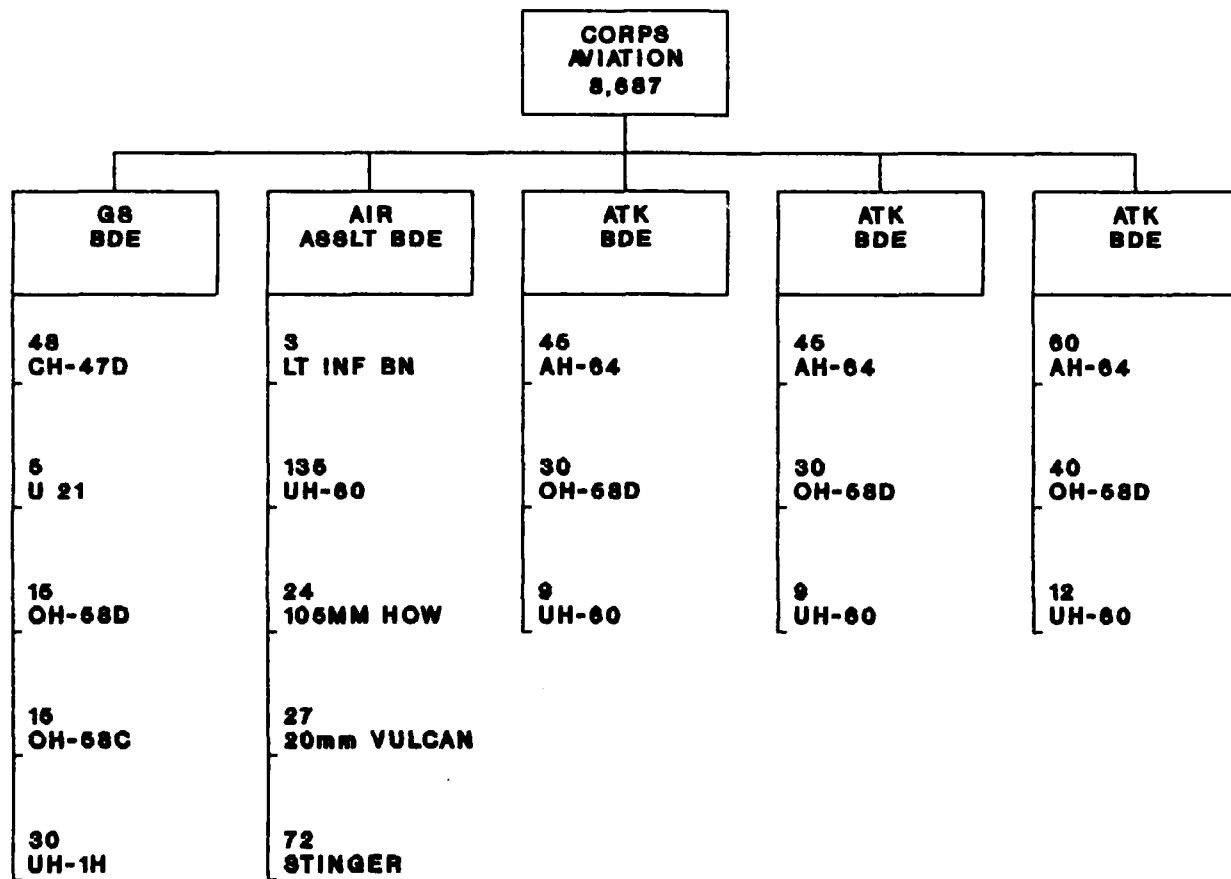 CORPS
AVIATION
8,687
GS
BDE
48
CH-47D
5
U 21
15
OH-58D
15
OH-58C
30
UH-1H
AIR
ASSLT BDE
3
LT INF BN
135
UH-60
24
105MM HOW
27
20mm VULCAN
72
STINGER
ATK
BDE
45
AH-64
30
OH-58D
9
UH-60
ATK
BDE
45
AH-64
30
OH-58D
9
UH-60
ATK
BDE
60
AH-64
40
OH-58D
12
UH-60